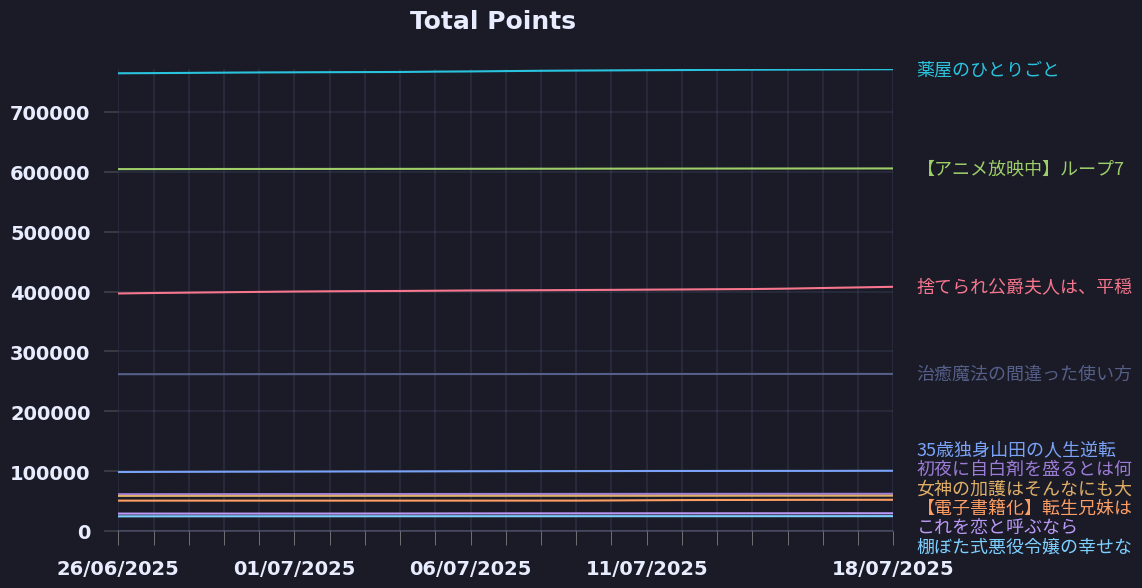 Total Points
700000
600000
500000
400000
300000
200000
100000
0
26/06/2025
01/07/2025
06/07/2025
11/07/2025
18/07/2025
薬屋のひとりごと
【アニメ放映中】ループ7
捨てられ公爵夫人は、平穏
治癒魔法の間違った使い方
35歳独身山田の人生逆転
初夜に自白剤を盛るとは何
女神の加護はそんなにも大
【電子書籍化】転生兄妹は
これを恋と呼ぶなら
棚ぼた式悪役令嬢の幸せな